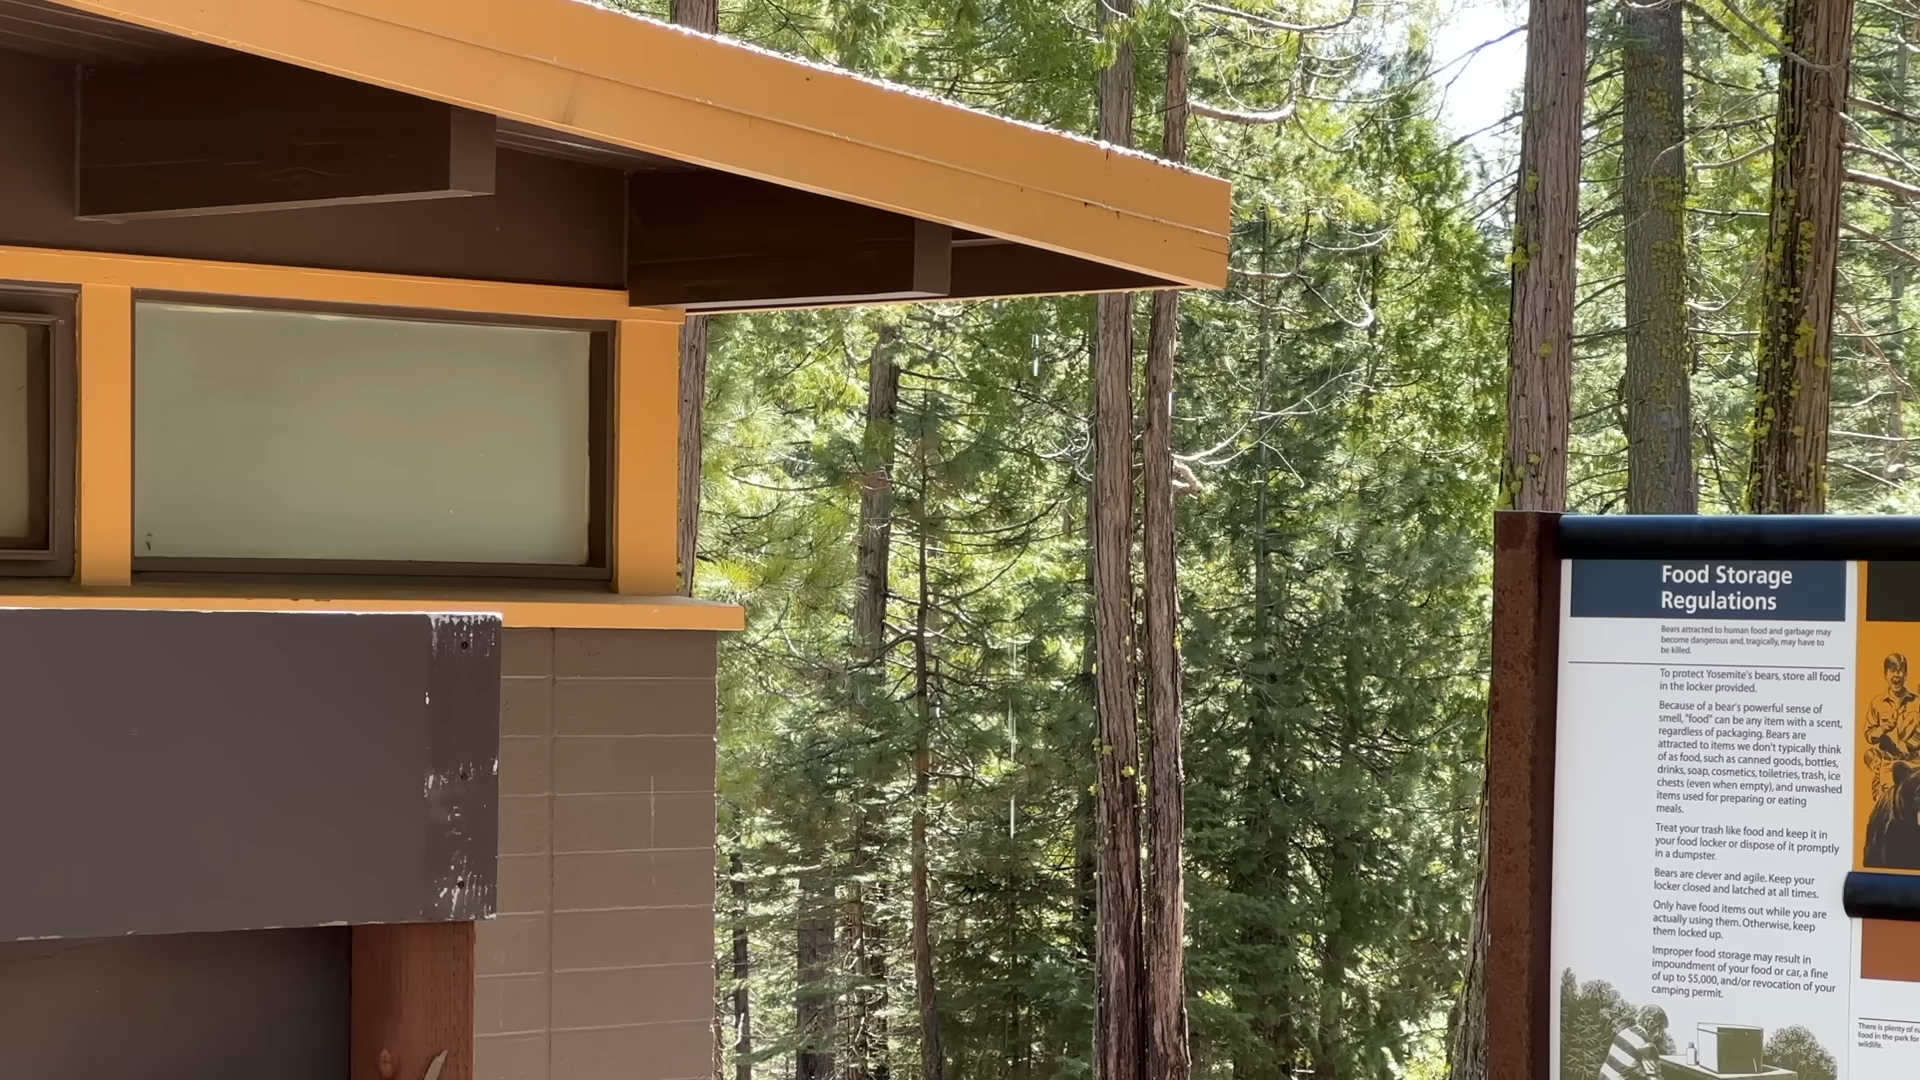 Food Storage
Regulations
Bears attracted to human food and garbage may
become dangerous and, tragically, may have to
be killed.
To protect Yosemite's bears, store all food
in the locker provided.
Because of a bear's powerful sense of
smell, "food" can be any item with a scent,
regardless of packaging. Bears are
attracted to items we don't typically think
of as food, such as canned goods, bottles,
drinks, soap, cosmetics, toiletries, trash, ice
chests (even when empty), and unwashed
items used for preparing or eating
meals.
Treat your trash like food and keep it in
your food locker or dispose of it promptly
in a dumpster.
Bears are clever and agile. Keep your
locker closed and latched at all times.
Only have food items out while you are
actually using them. Otherwise, keep
them locked up.
Improper food storage may result in
impoundment of your food or car, a fine
of up to $5,000, and/or revocation of your
camping permit.
There is plenty of
food in the park for
wildlife.